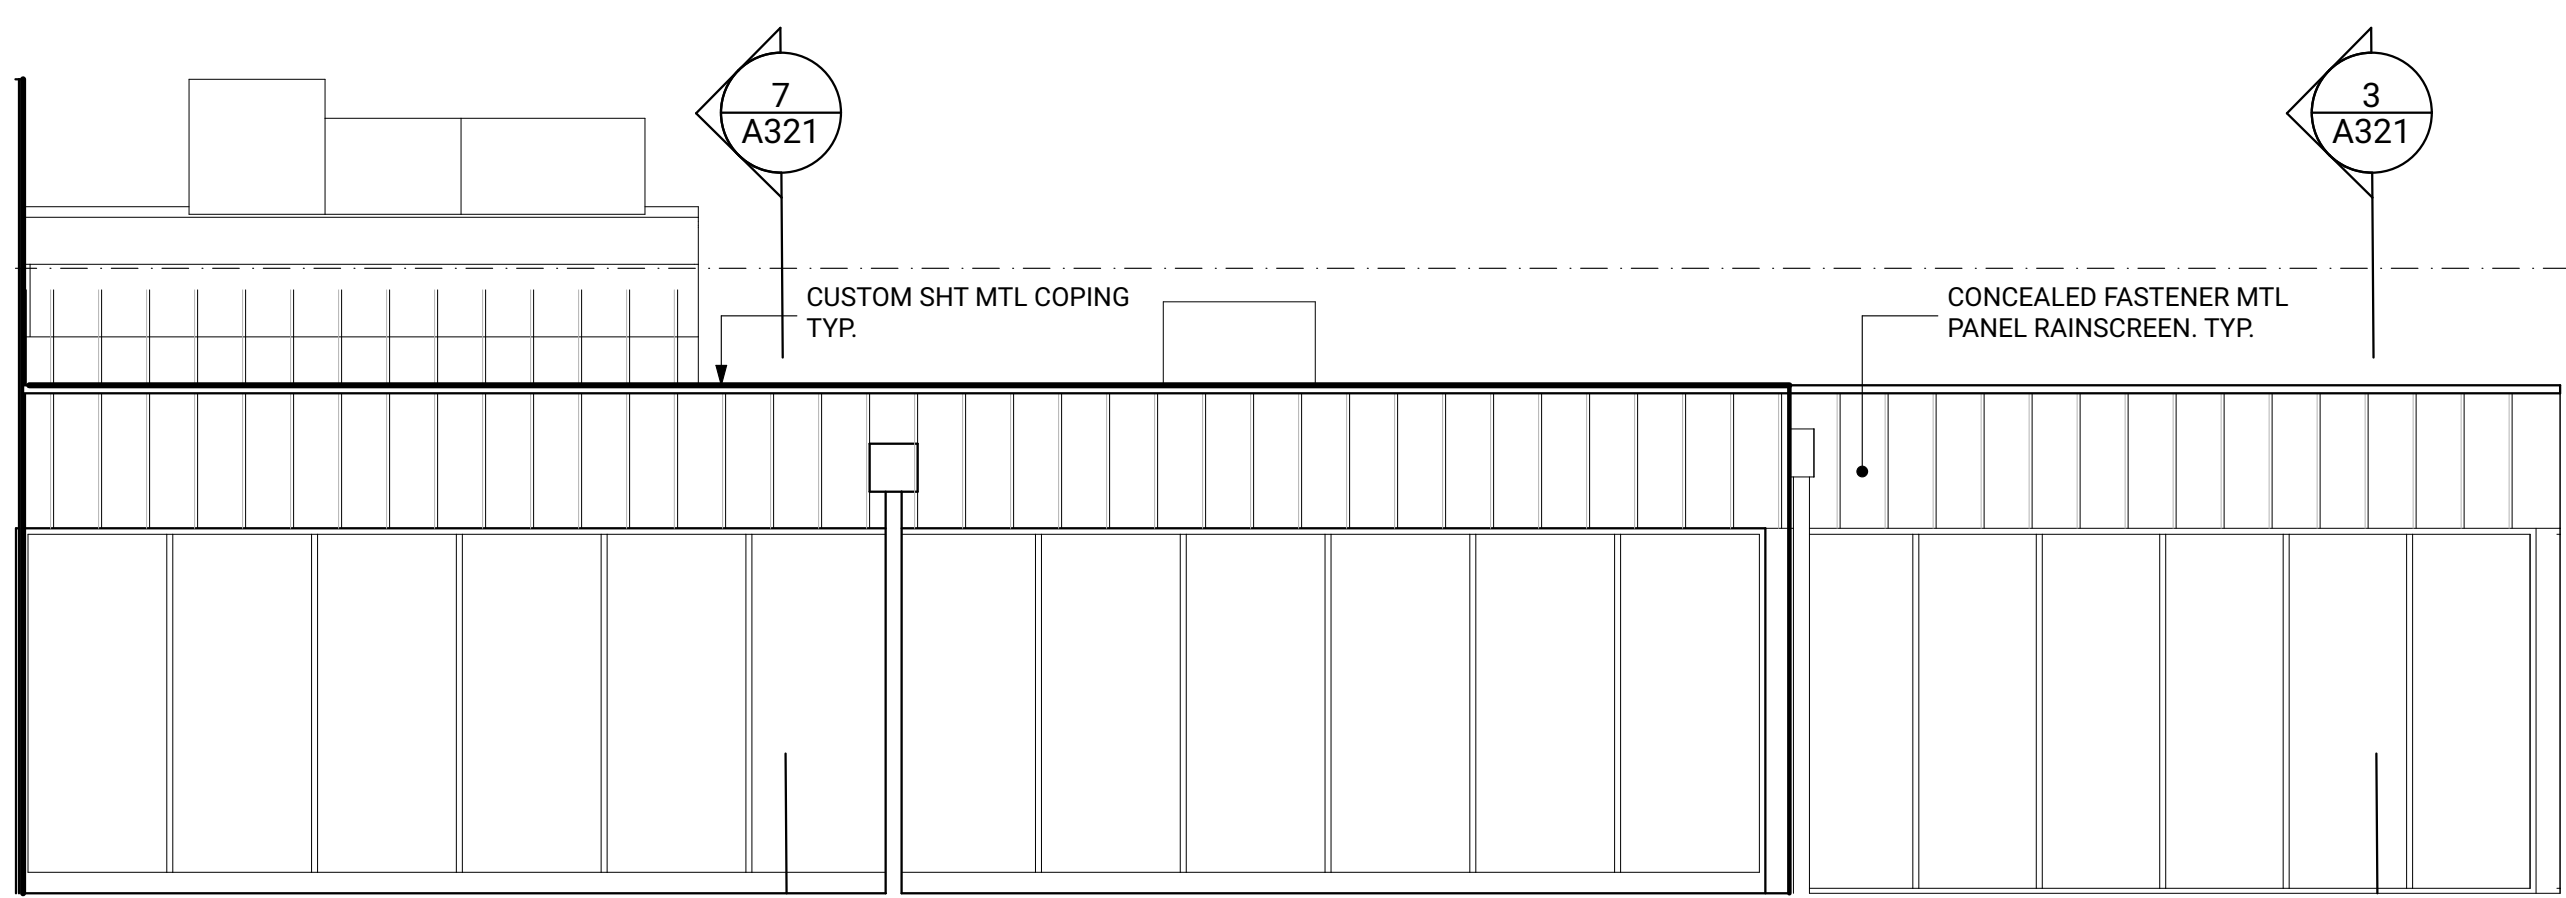 7
A321
3
A321
CUSTOM SHT MTL COPING
TYP.
CONCEALED FASTENER MTL
PANEL RAINSCREEN. TYP.